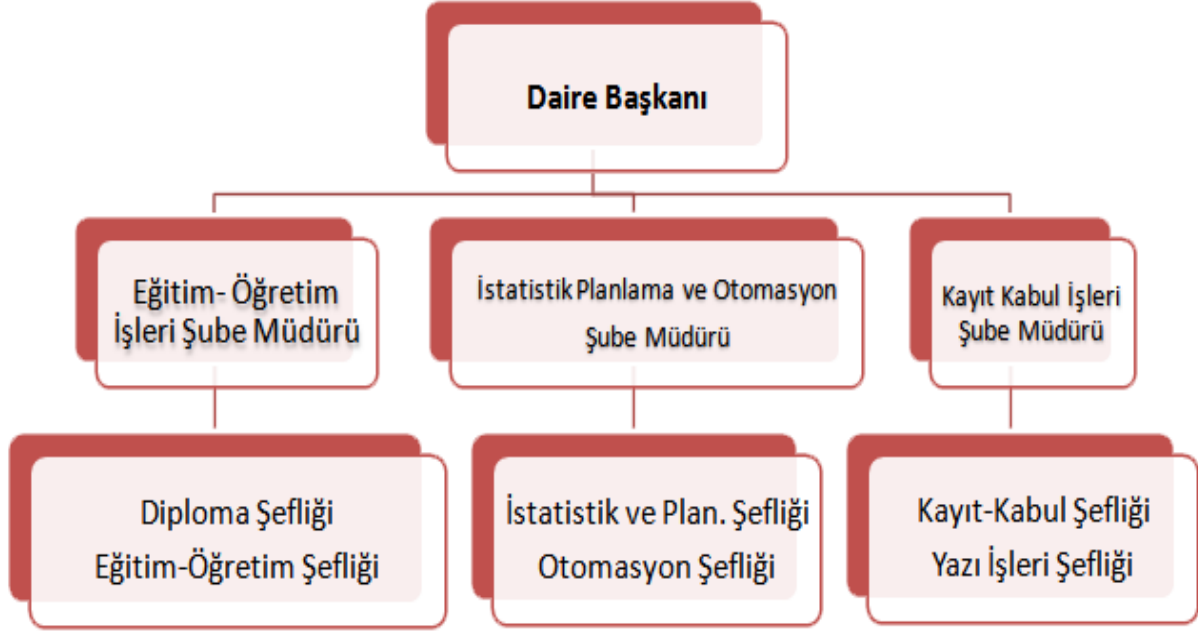 Daire Başkanı
Eğitim- Öğretim
İşleri Şube Müdürü
İstatistik Planlama ve Otomasyon
Şube Müdürü
Kayıt Kabul İşleri
Şube Müdürü
Diploma Şefliği
Eğitim-Öğretim Şefliği
İstatistik ve Plan. Şefliği
Otomasyon Şefliği
Kayıt-Kabul Şefliği
Yazı İşleri Şefliği